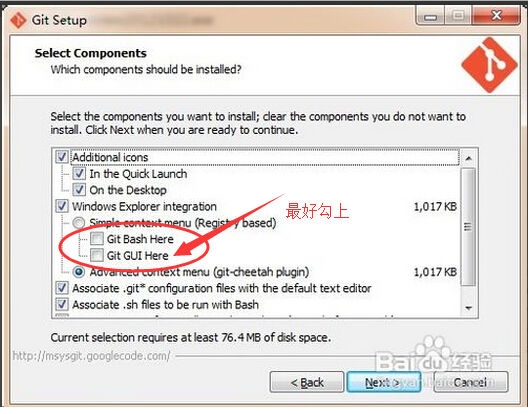 Git Setup
Select Components
Which components should be installed?
Select the components you want to install; clear the components you do not want to
install. Click Next when you are ready to continue.
Additional icons
In the Quick Launch
On the Desktop
Windows Explorer integration 1,017 KB
最好勾上
Simple context menu (Registry based)
Git Bash Here
Git GUI Here
Advanced context menu (git-cheetah plugin) 1,017 KB
Associate .git* configuration files with the default text editor
Associate .sh files to be run with Bash
Current selection requires at least 76.4 MB of disk space.
http://msysgit.googlecode.com/
< Back
Next >
Cancel
Baidu 经验